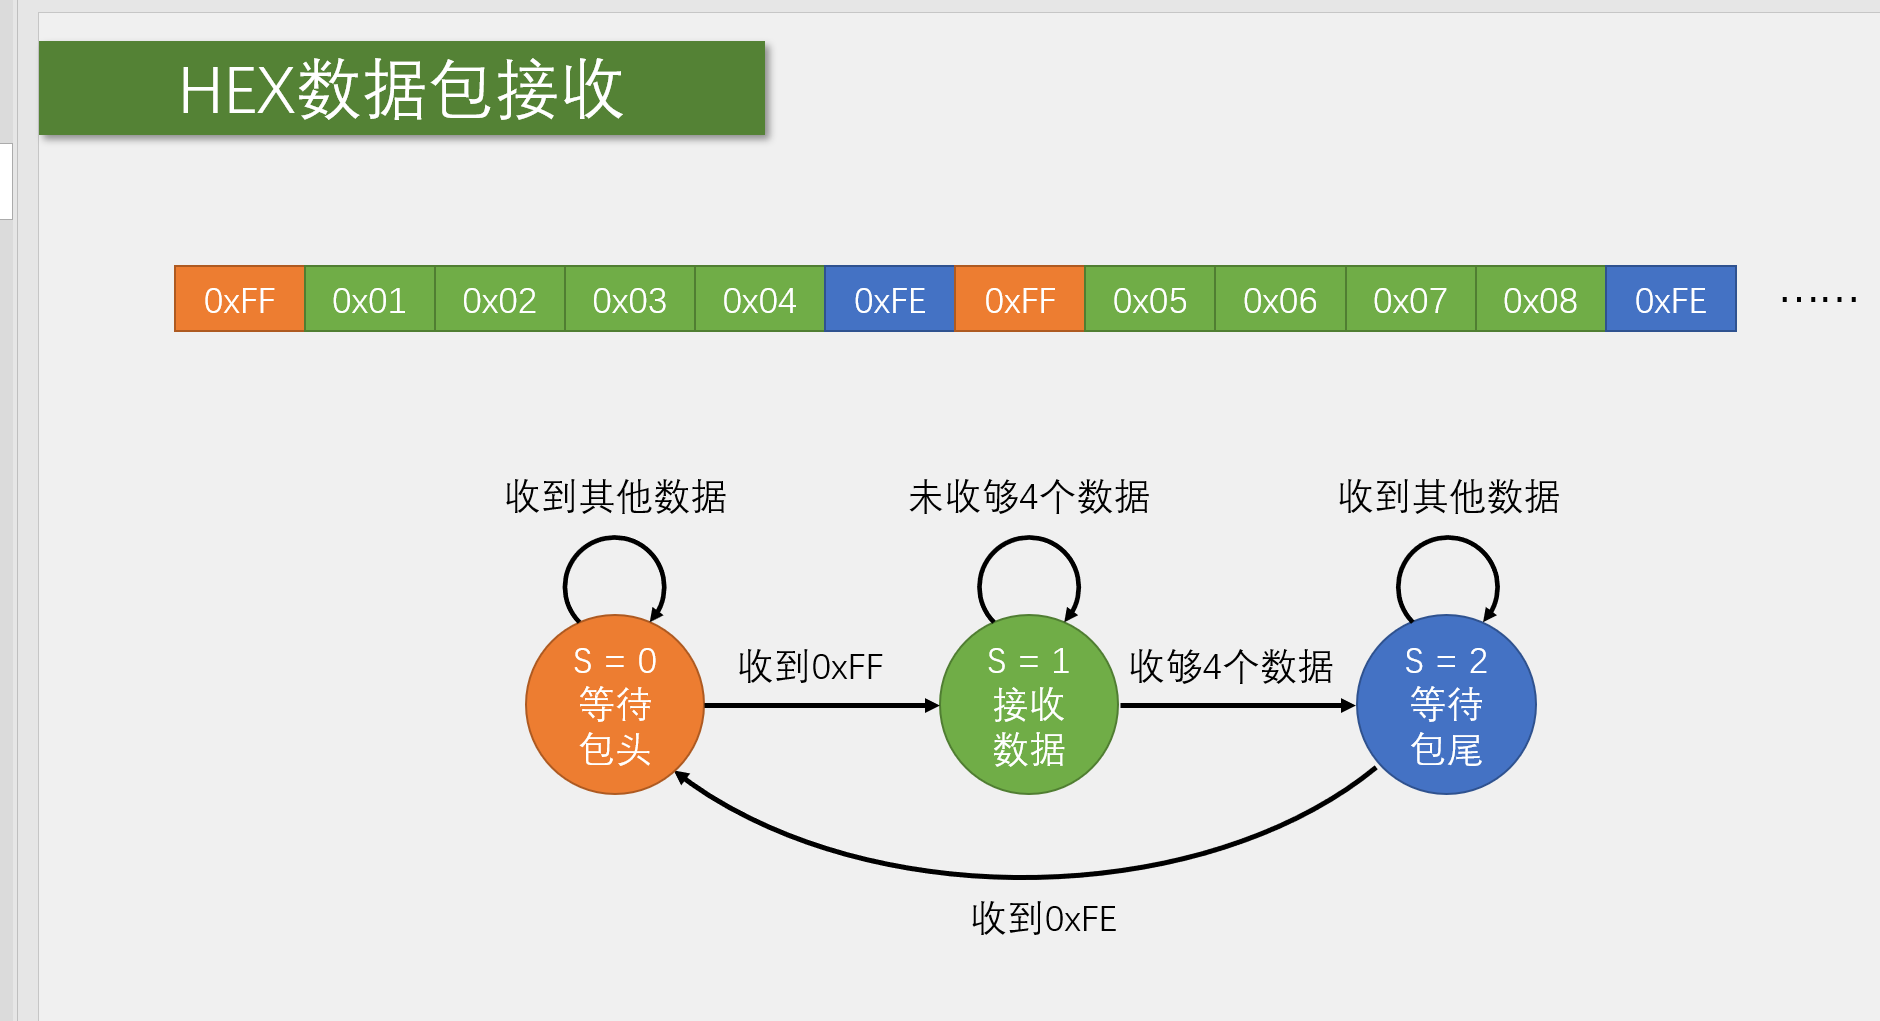 HEX数据包接收
0xFF 0x01 0x02 0x03 0x04 0xFE 0xFF 0x05 0x06 0x07 0x08 0xFE ……
收到其他数据 未收够4个数据 收到其他数据
S = 0
等待
包头
收到0xFF
S = 1
接收
数据
收够4个数据
S = 2
等待
包尾
收到0xFE